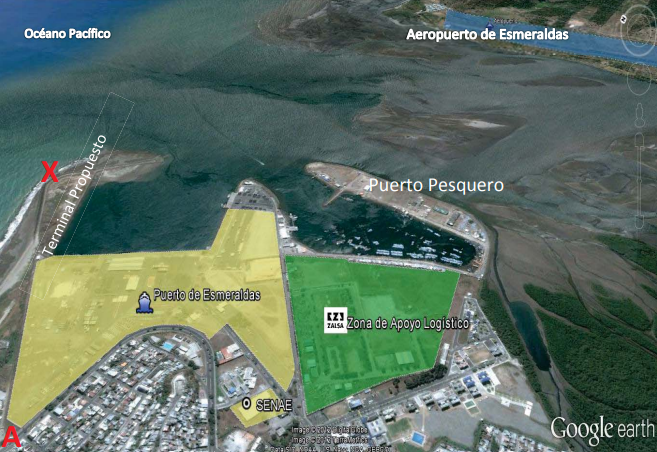 Océano Pacífico
Aeropuerto de Esmeraldas
X
Terminal Propuesto
Puerto Pesquero
Puerto de Esmeraldas
ZALSA
Zona de Apoyo Logístico
SENAE
A
Google earth